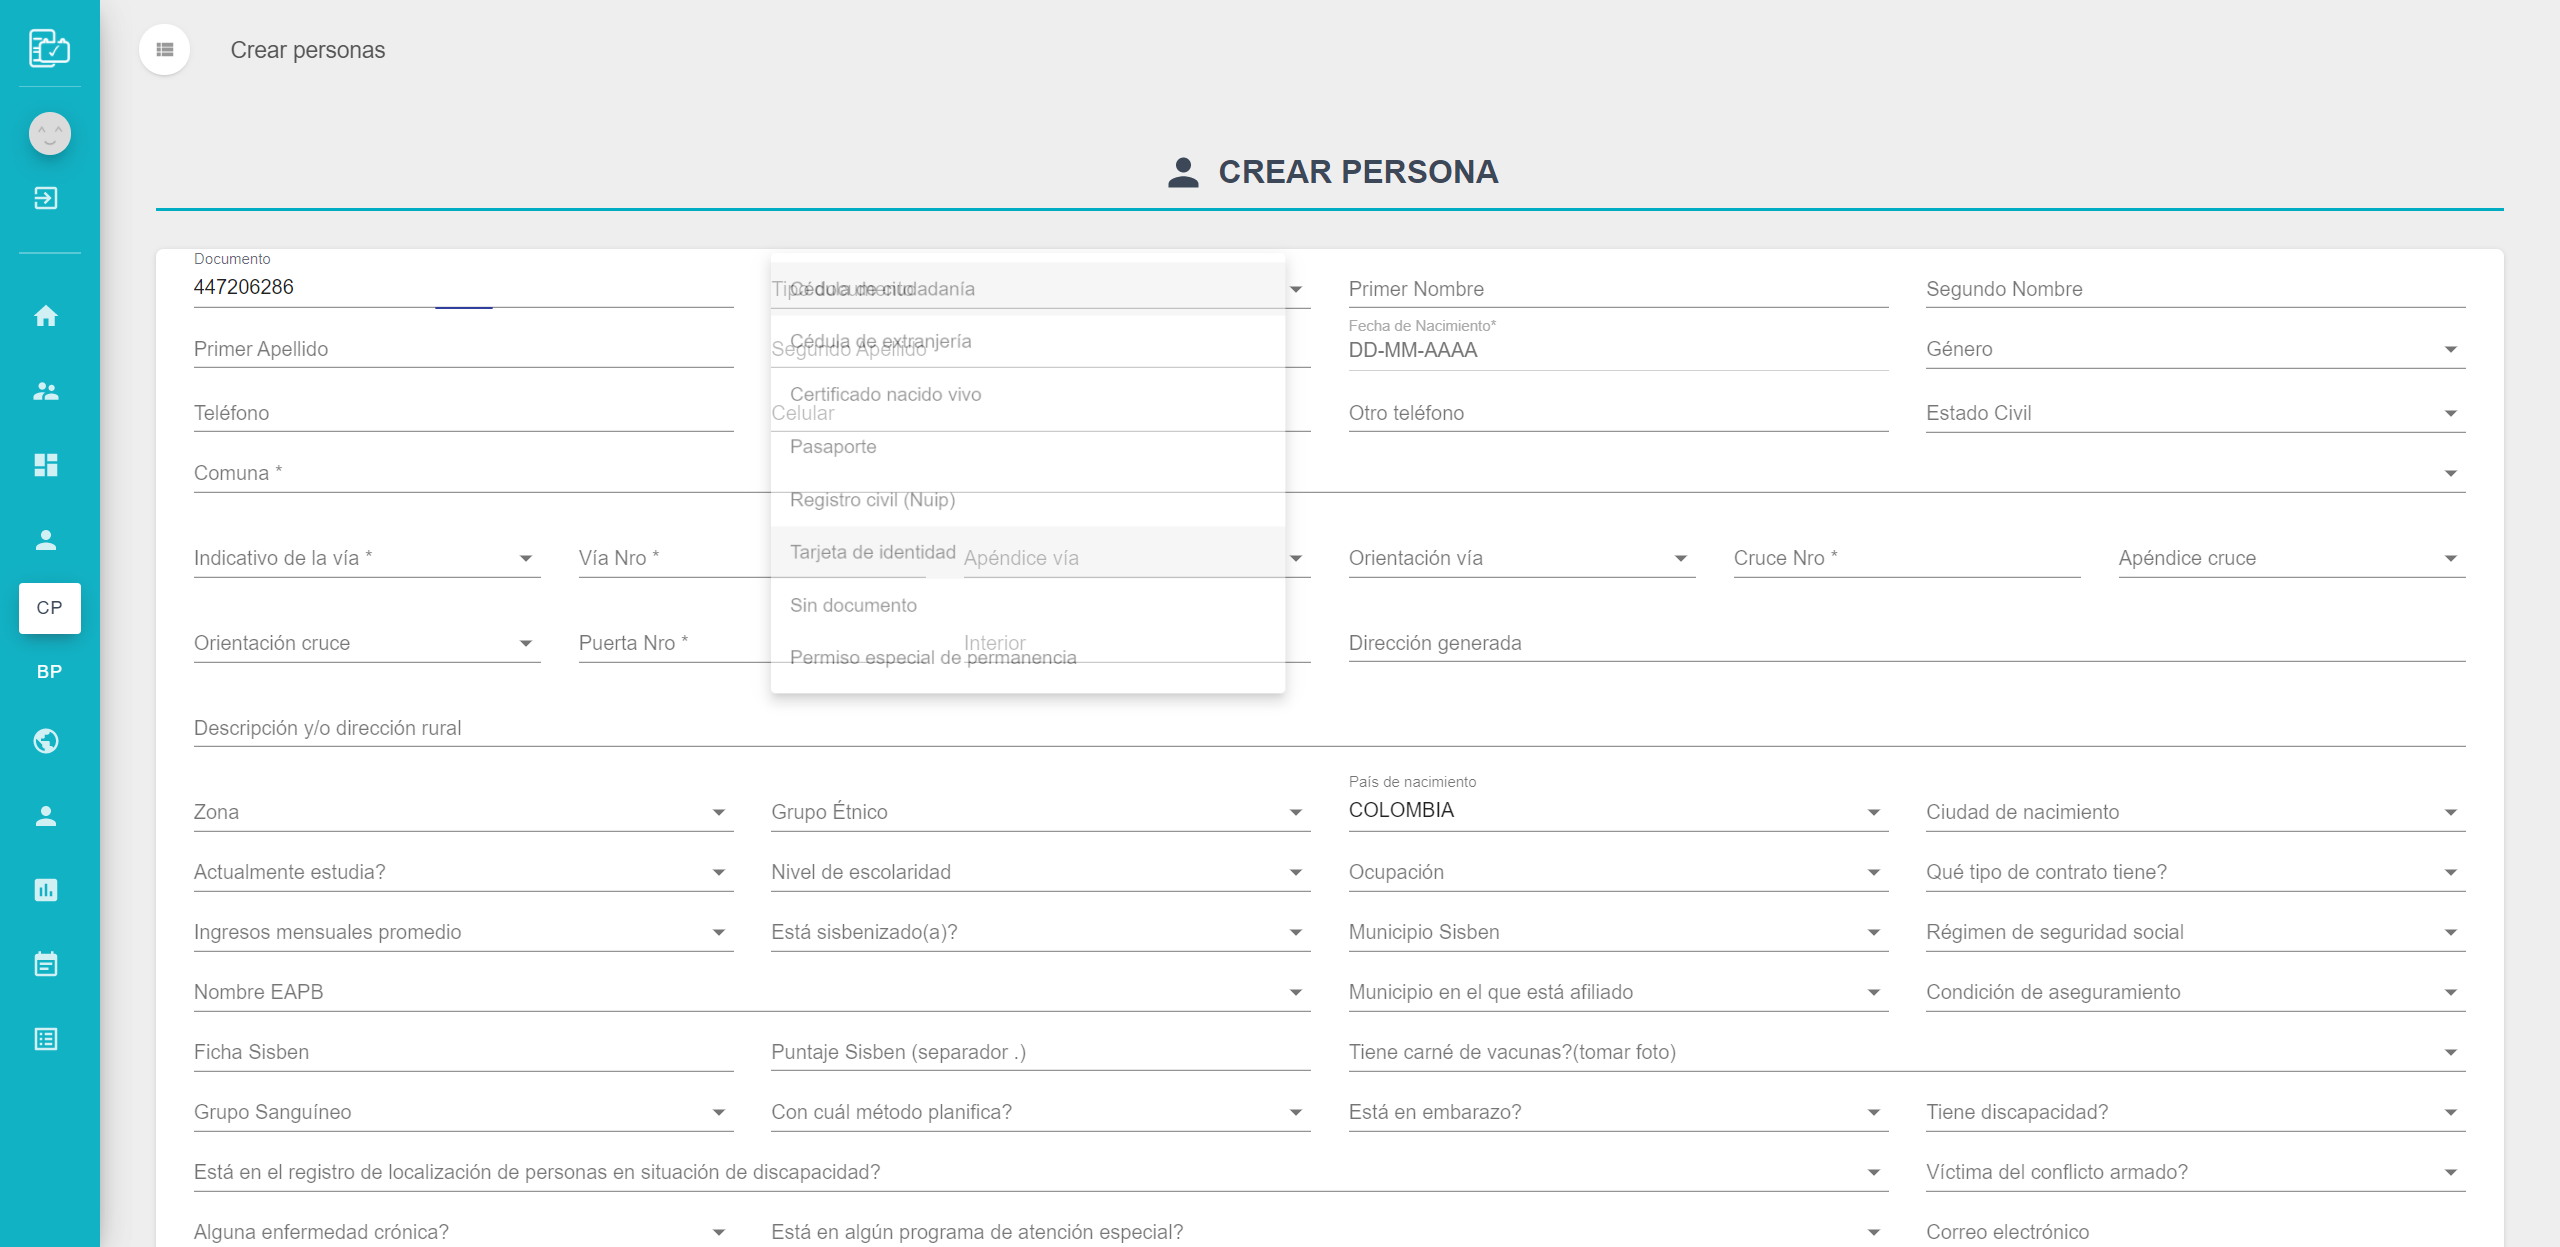 Crear personas
CREAR PERSONA
Documento
447206286
Tipo documento
Cédula de ciudadanía
Primer Nombre
Segundo Nombre
Primer Apellido
Segundo Apellido
Cédula de extranjería
Fecha de Nacimiento*
DD-MM-AAAA
Género
Certificado nacido vivo
Teléfono
Celular
Otro teléfono
Estado Civil
Pasaporte
Comuna *
Registro civil (Nuip)
Tarjeta de identidad
Indicativo de la vía *
Vía Nro *
Apéndice vía
Orientación vía
Cruce Nro *
Apéndice cruce
CP
Sin documento
Orientación cruce
Puerta Nro *
Interior
Dirección generada
Permiso especial de permanencia
BP
Descripción y/o dirección rural
País de nacimiento
Zona
Grupo Étnico
COLOMBIA
Ciudad de nacimiento
Actualmente estudia?
Nivel de escolaridad
Ocupación
Qué tipo de contrato tiene?
Ingresos mensuales promedio
Está sisbenizado(a)?
Municipio Sisben
Régimen de seguridad social
Nombre EAPB
Municipio en el que está afiliado
Condición de aseguramiento
Ficha Sisben
Puntaje Sisben (separador .)
Tiene carné de vacunas?(tomar foto)
Grupo Sanguíneo
Con cuál método planifica?
Está en embarazo?
Tiene discapacidad?
Está en el registro de localización de personas en situación de discapacidad?
Víctima del conflicto armado?
Alguna enfermedad crónica?
Está en algún programa de atención especial?
Correo electrónico